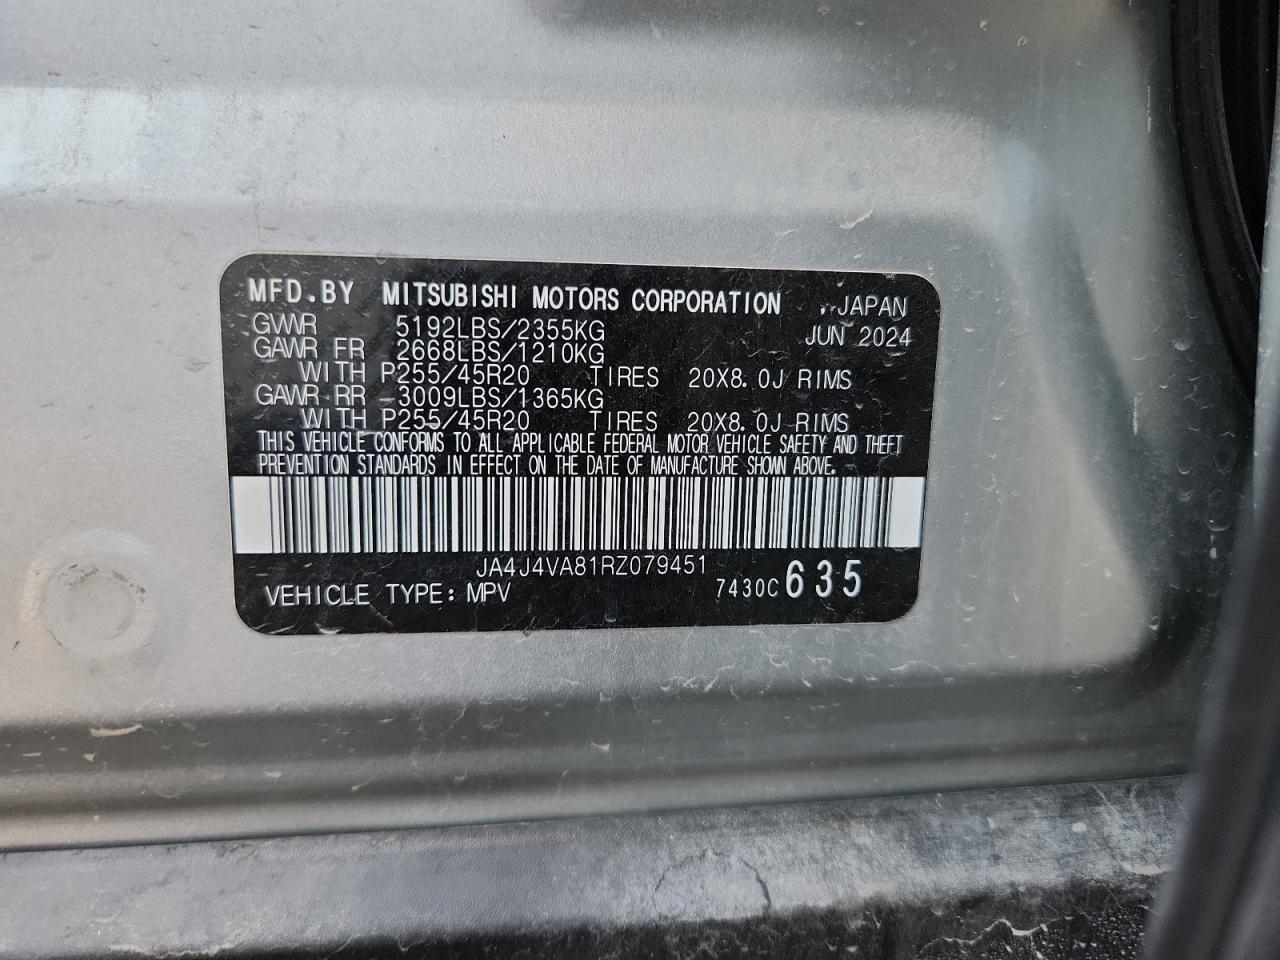 MFD.BY MITSUBISHI MOTORS CORPORATION , JAPAN
GVWR 5192LBS/2355KG JUN 2024
GAWR FR 2668LBS/1210KG
WITH P255/45R20 TIRES 20X8.0J RIMS
GAWR RR 3009LBS/1365KG
WITH P255/45R20 TIRES 20X8.0J RIMS
THIS VEHICLE CONFORMS TO ALL APPLICABLE FEDERAL MOTOR VEHICLE SAFETY AND THEFT
PREVENTION STANDARDS IN EFFECT ON THE DATE OF MANUFACTURE SHOWN ABOVE.
JA4J4VA81RZ079451
VEHICLE TYPE: MPV 7430C 635